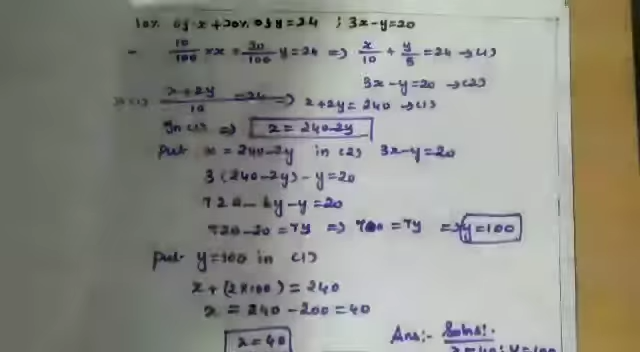 10% of x + 20% of y = 24 ; 3x - y = 20
- 10/100 × x + 20/100 y = 24 => x/10 + y/5 = 24 -> (1)
3x - y = 20 -> (2)
x + 2y / 10 = 24 => x + 2y = 240 -> (1)
In (1) => x = 240 - 2y
Put x = 240 - 2y in (2) 3x - y = 20
3(240 - 2y) - y = 20
720 - 6y - y = 20
720 - 20 = 7y => 700 = 7y => y = 100
Put y = 100 in (1)
x + (2 × 100) = 240
x = 240 - 200 = 40
x = 40
Ans:- Solns:-
x = 40 ; y = 100